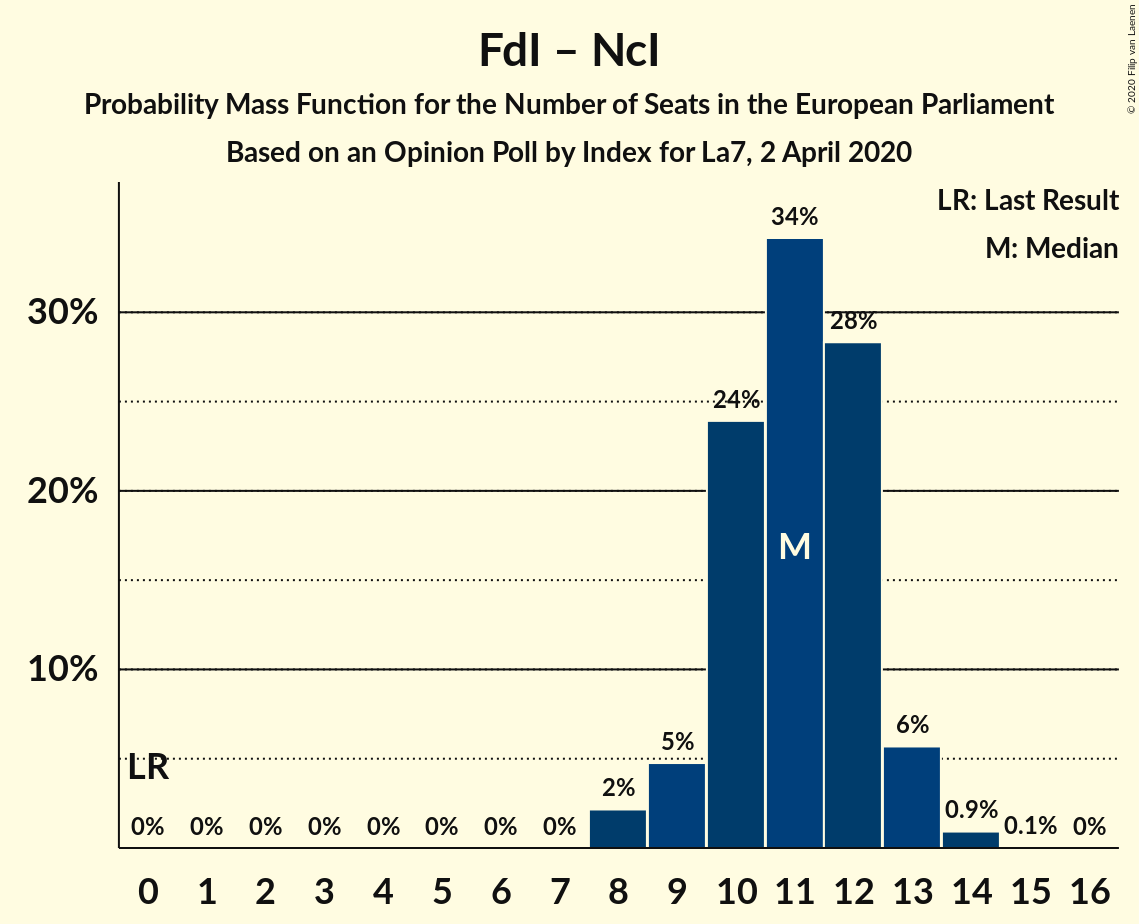 FdI – NcI
Probability Mass Function for the Number of Seats in the European Parliament
Based on an Opinion Poll by Index for La7, 2 April 2020
© 2020 Filip van Laenen
LR: Last Result
M: Median
34%
30%
28%
24%
20%
M
10%
6%
5%
LR
2%
0.9%
0% 0% 0% 0% 0% 0% 0% 0% 0.1% 0%
0 1 2 3 4 5 6 7 8 9 10 11 12 13 14 15 16